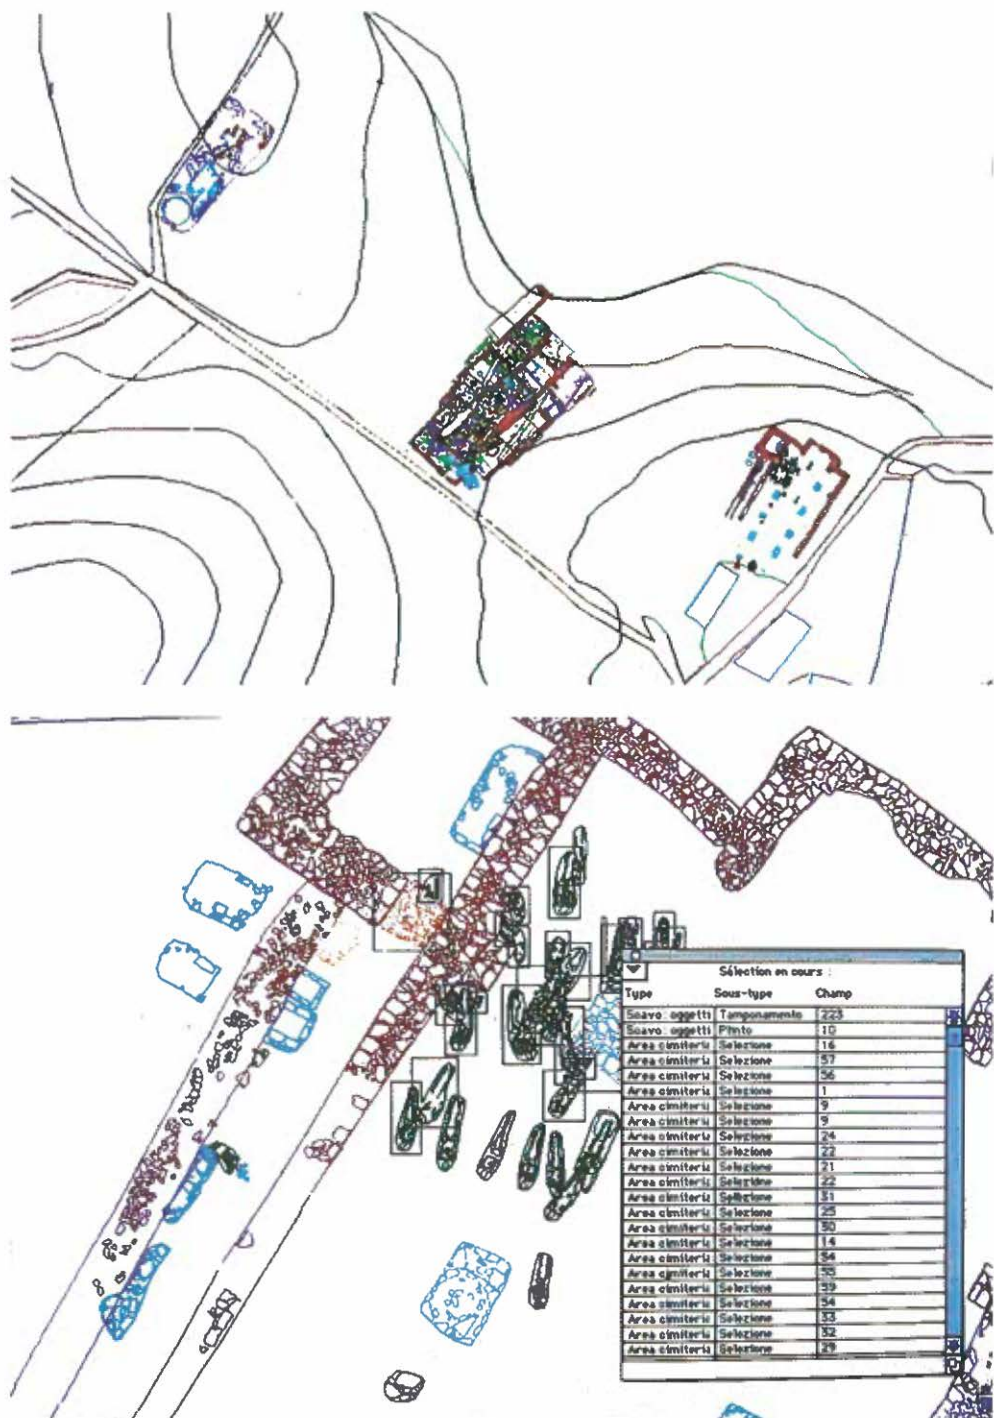 Sélection en cours :
Type Sous-type Champ
Scavo : oggetti Tamponamento 223
Scavo : oggetti Pinto 10
Area cimiteria Selezione 16
Area cimiteria Selezione 57
Area cimiteria Selezione 56
Area cimiteria Selezione 1
Area cimiteria Selezione 9
Area cimiteria Selezione 9
Area cimiteria Selezione 24
Area cimiteria Selezione 22
Area cimiteria Selezione 21
Area cimiteria Selezione 22
Area cimiteria Selezione 31
Area cimiteria Selezione 25
Area cimiteria Selezione 30
Area cimiteria Selezione 14
Area cimiteria Selezione 34
Area cimiteria Selezione
Area cimiteria Selezione 39
Area cimiteria Selezione 54
Area cimiteria Selezione 33
Area cimiteria Selezione 32
Area cimiteria Selezione 29